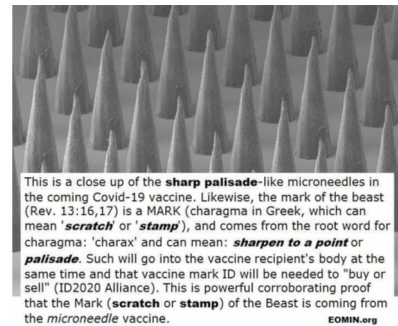 This is a close up of the sharp palisade-like microneedles in
the coming Covid-19 vaccine. Likewise, the mark of the beast
(Rev. 13:16,17) is a MARK (charagma in Greek, which can
mean 'scratch' or 'stamp'), and comes from the root word for
charagma: 'charax' and can mean: sharpen to a point or
palisade. Such will go into the vaccine recipient's body at the
same time and that vaccine mark ID will be needed to "buy or
sell" (ID2020 Alliance). This is powerful corroborating proof
that the Mark (scratch or stamp) of the Beast is coming from
the microneedle vaccine. EOMIN.org